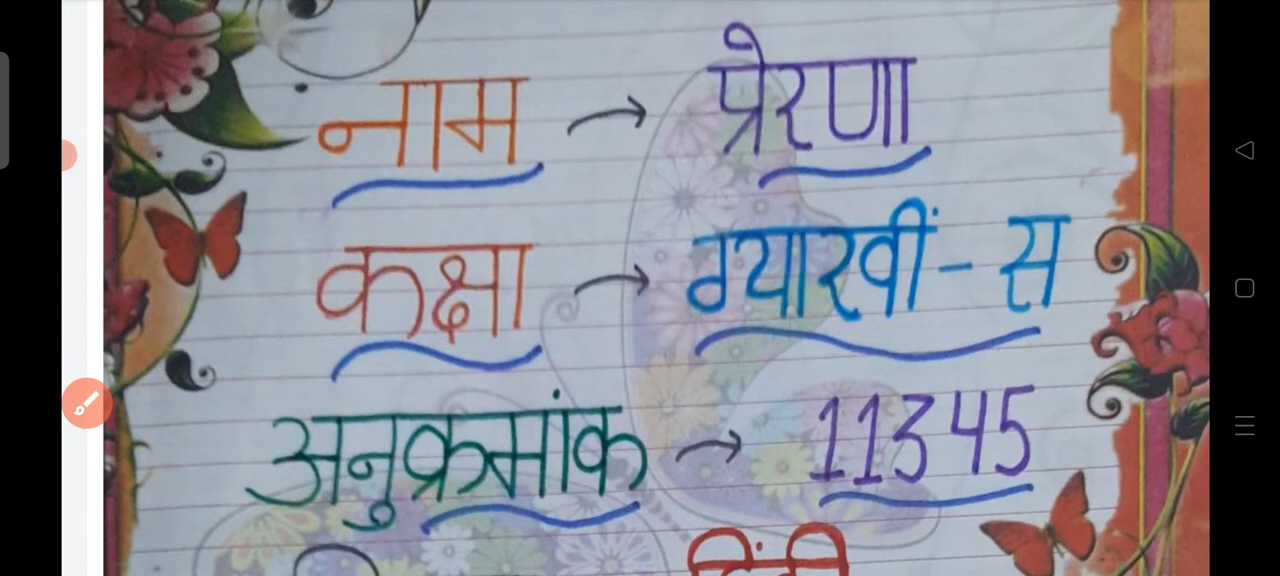 नाम → प्रेरणा
कक्षा → ग्यारवीं - स
अनुक्रमांक → 11345
हिंदी